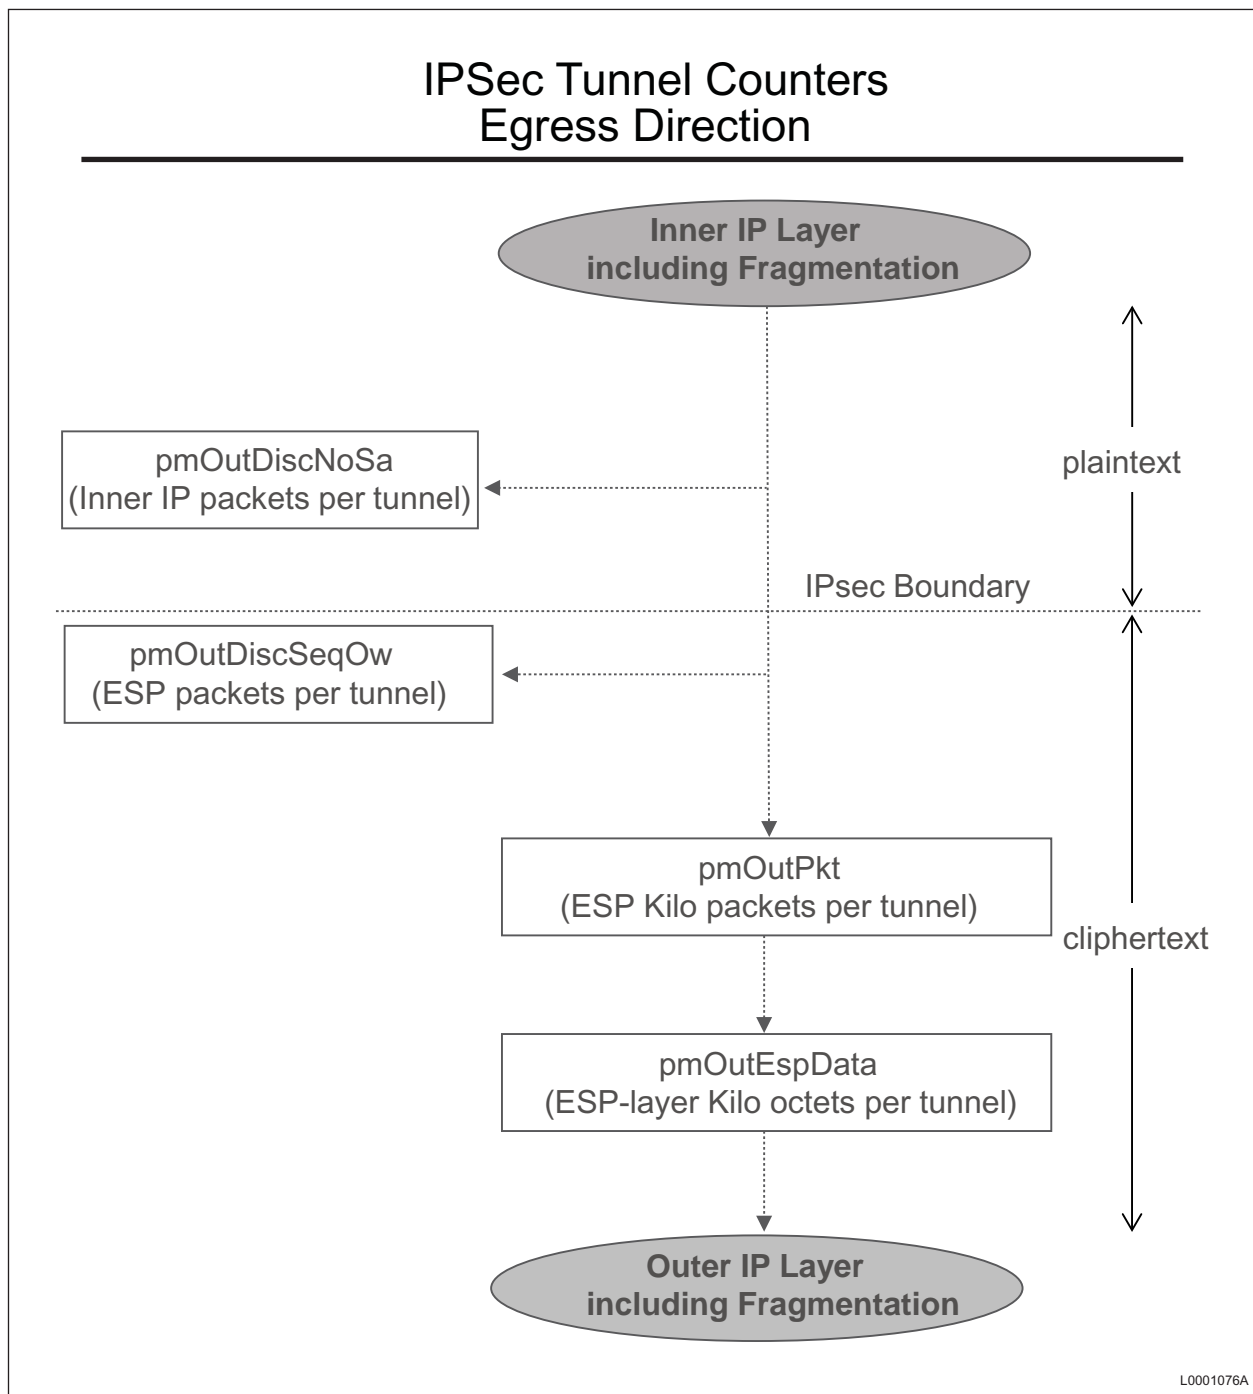 IPSec Tunnel Counters
Egress Direction
Inner IP Layer
including Fragmentation
pmOutDiscNoSa
(Inner IP packets per tunnel)
plaintext
IPsec Boundary
pmOutDiscSeqOw
(ESP packets per tunnel)
pmOutPkt
(ESP Kilo packets per tunnel)
cliphertext
pmOutEspData
(ESP-layer Kilo octets per tunnel)
Outer IP Layer
including Fragmentation
L0001076A